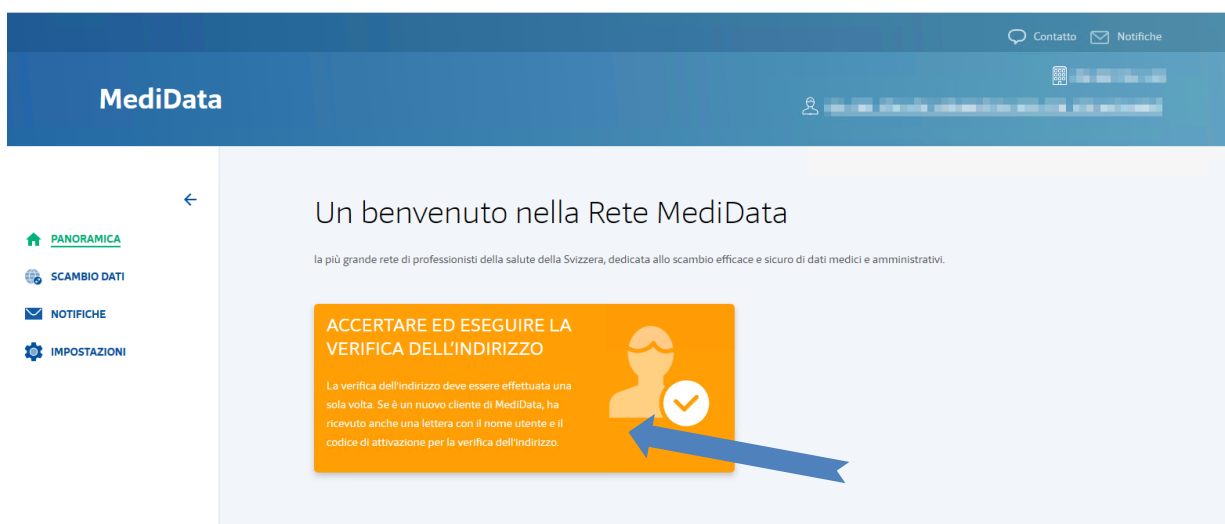 Contatto Notifiche
MediData
Un benvenuto nella Rete MediData
PANORAMICA
la più grande rete di professionisti della salute della Svizzera, dedicata allo scambio efficace e sicuro di dati medici e amministrativi.
SCAMBIO DATI
NOTIFICHE
IMPOSTAZIONI
ACCERTARE ED ESEGUIRE LA
VERIFICA DELL'INDIRIZZO
La verifica dell'indirizzo deve essere effettuata una
sola volta. Se è un nuovo cliente di MediData, ha
ricevuto anche una lettera con il nome utente e il
codice di attivazione per la verifica dell'indirizzo.